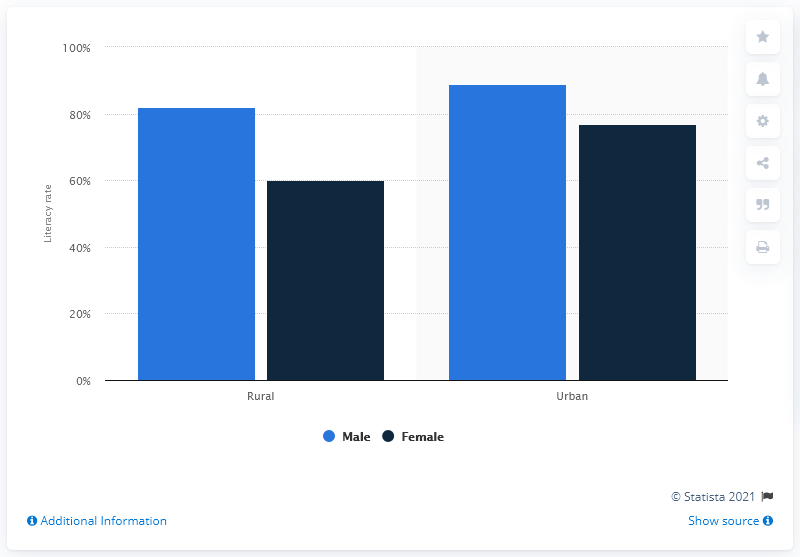 100%
80%
60%
40%
20%
0%
Literacy rate
Rural
Urban
Male
Female
© Statista 2021
Additional Information
Show source